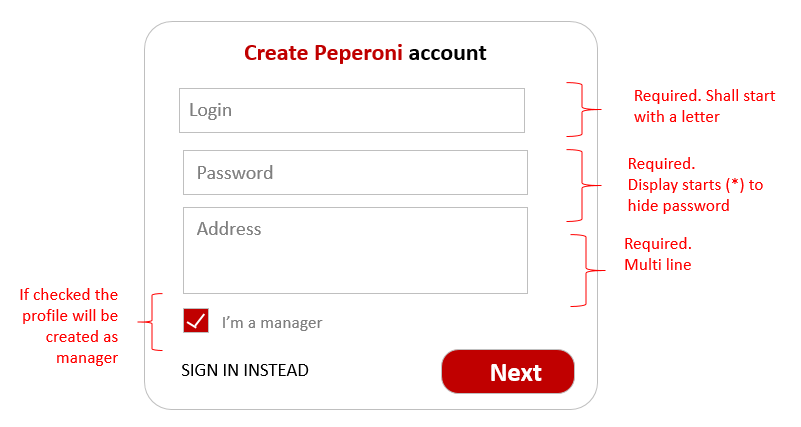 Create Peperoni account
Login
Required. Shall start
with a letter
Password
Required.
Display starts (*) to
hide password
Address
Required.
Multi line
If checked the
profile will be
created as
manager
I'm a manager
SIGN IN INSTEAD
Next